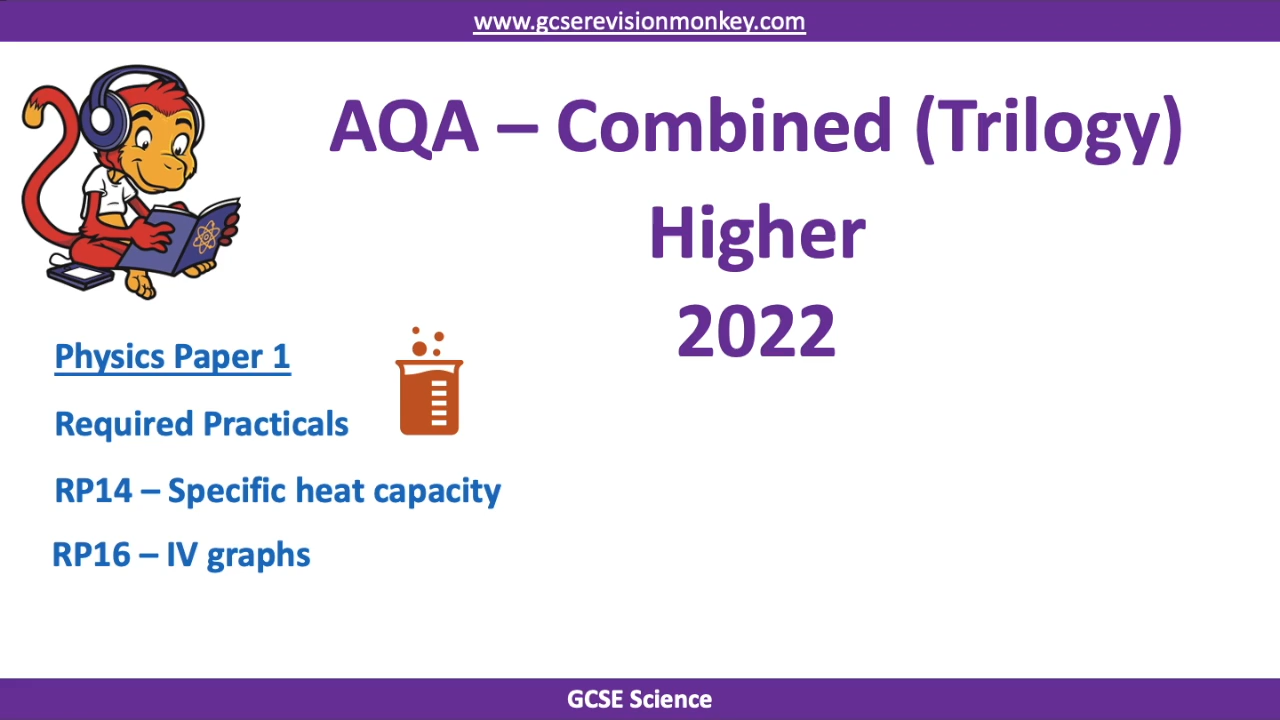 www.gcserevisionmonkey.com
AQA – Combined (Trilogy)
Higher
2022
Physics Paper 1
Required Practicals
RP14 – Specific heat capacity
RP16 – IV graphs
GCSE Science